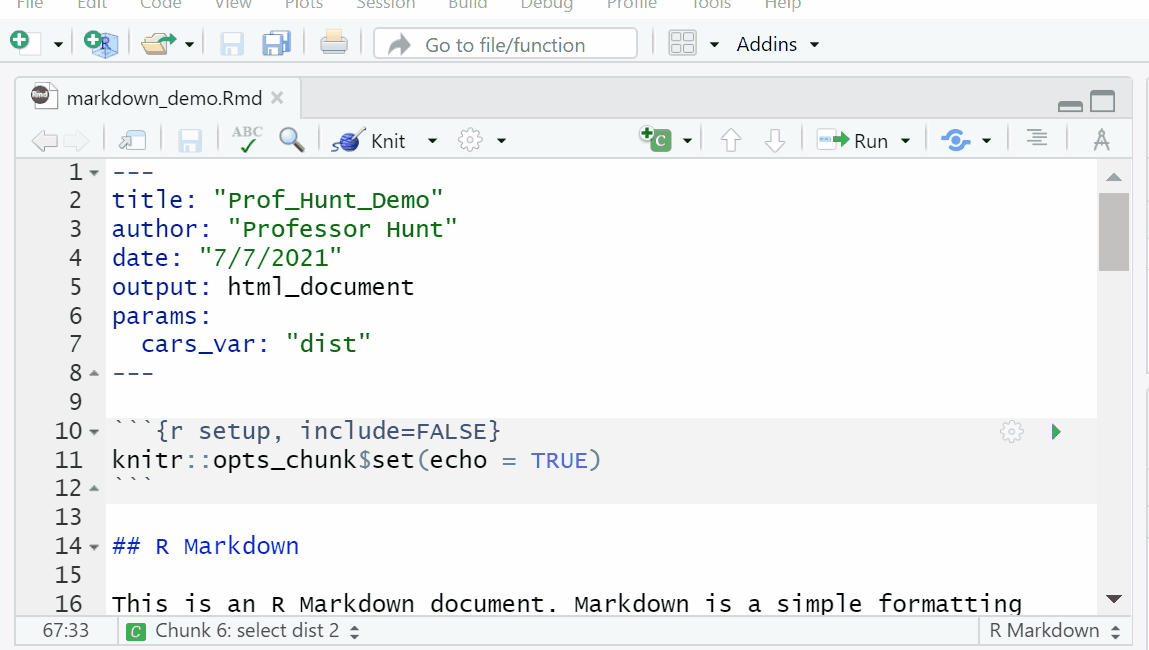 File Edit Code View Plots Session Build Debug Profile Tools Help
R Go to file/function Addins
Rmd markdown_demo.Rmd
ABC Knit C Run
1 ---
2 title: "Prof_Hunt_Demo"
3 author: "Professor Hunt"
4 date: "7/7/2021"
5 output: html_document
6 params:
7   cars_var: "dist"
8 ---
9
10 ```{r setup, include=FALSE}
11 knitr::opts_chunk$set(echo = TRUE)
12 ```
13
14 ## R Markdown
15
16 This is an R Markdown document. Markdown is a simple formatting
67:33 C Chunk 6: select dist 2 R Markdown